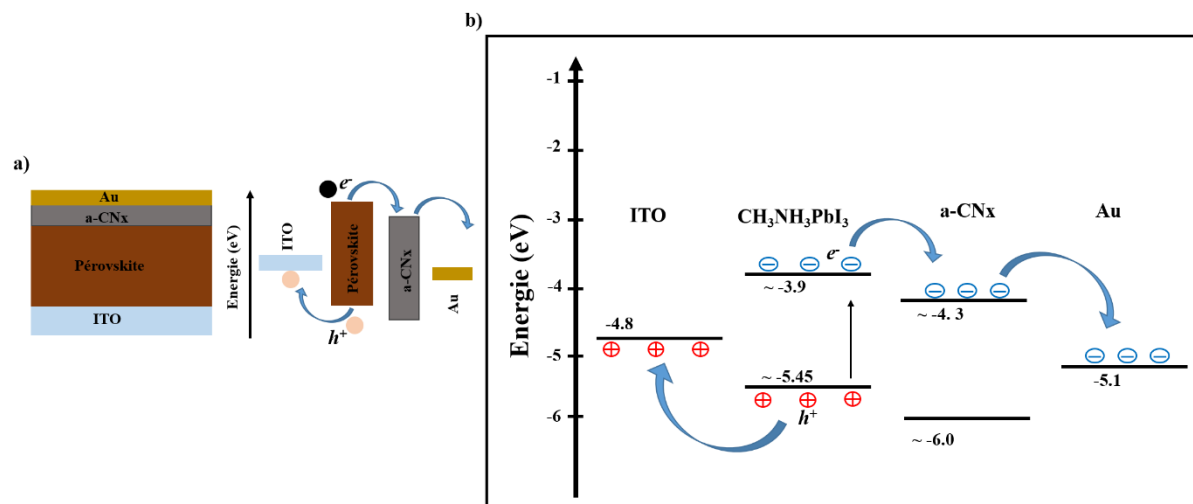 a)
Au
a-CNx
Pérovskite
ITO
Energie (eV)
ITO
e-
Pérovskite
h+
a-CNx
Au
b)
Energie (eV)
-1
-2
-3
-4
-5
-6
ITO
CH3NH3PbI3
a-CNx
Au
e-
~ -3.9
~ -4. 3
-4.8
~ -5.45
-5.1
h+
~ -6.0